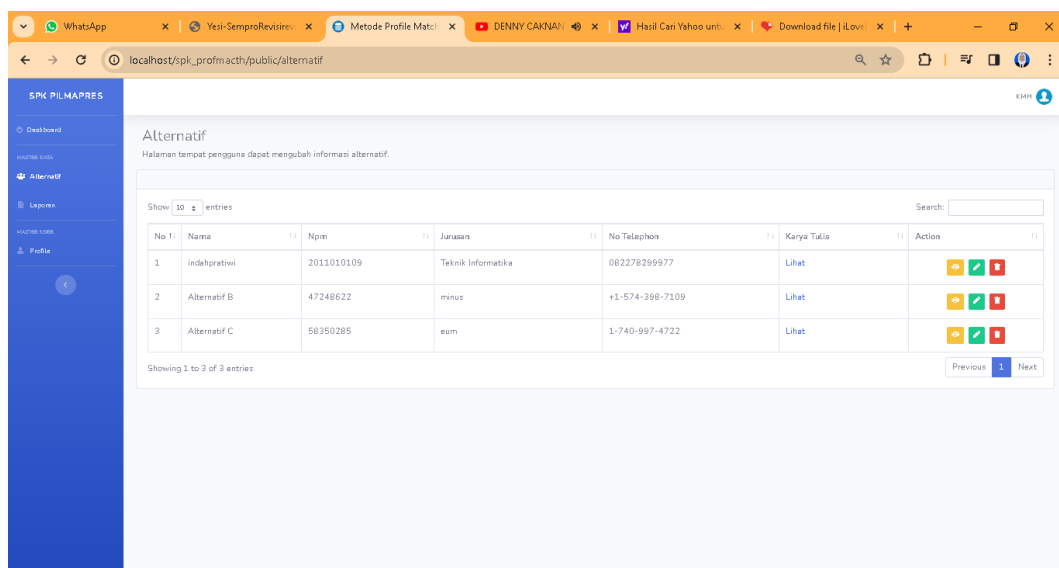 WhatsApp
Yesi-SemproRevisirev
Metode Profile Match
DENNY CAKNAN
Hasil Cari Yahoo untu
Download file | iLove
localhost/spk_profmacth/public/alternatif
SPK PILMAPRES
KMH
Dashboard
MASTER DATA
Alternatif
Laporan
MASTER USER
Profile
Alternatif
Halaman tempat pengguna dapat mengubah informasi alternatif.
Show 10 entries
Search:
No Nama Npm Jurusan No Telephon Karya Tulis Action
1 indahpratiwi 2011010109 Teknik Informatika 082278299977 Lihat
2 Alternatif B 47248622 minus +1-574-398-7109 Lihat
3 Alternatif C 58350285 eum 1-740-997-4722 Lihat
Showing 1 to 3 of 3 entries
Previous 1 Next